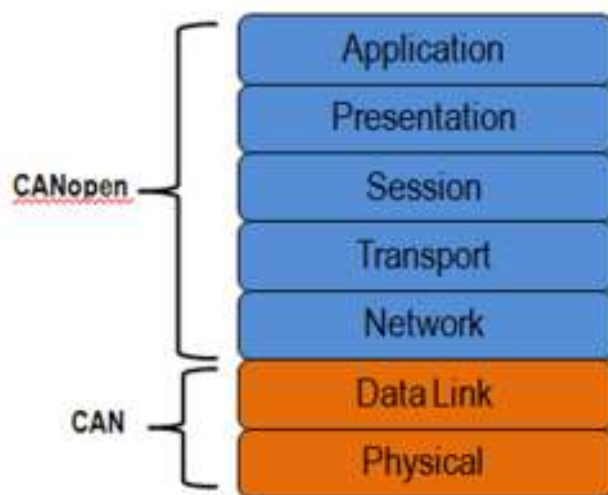 Application
Presentation
CANopen
Session
Transport
Network
Data Link
CAN
Physical